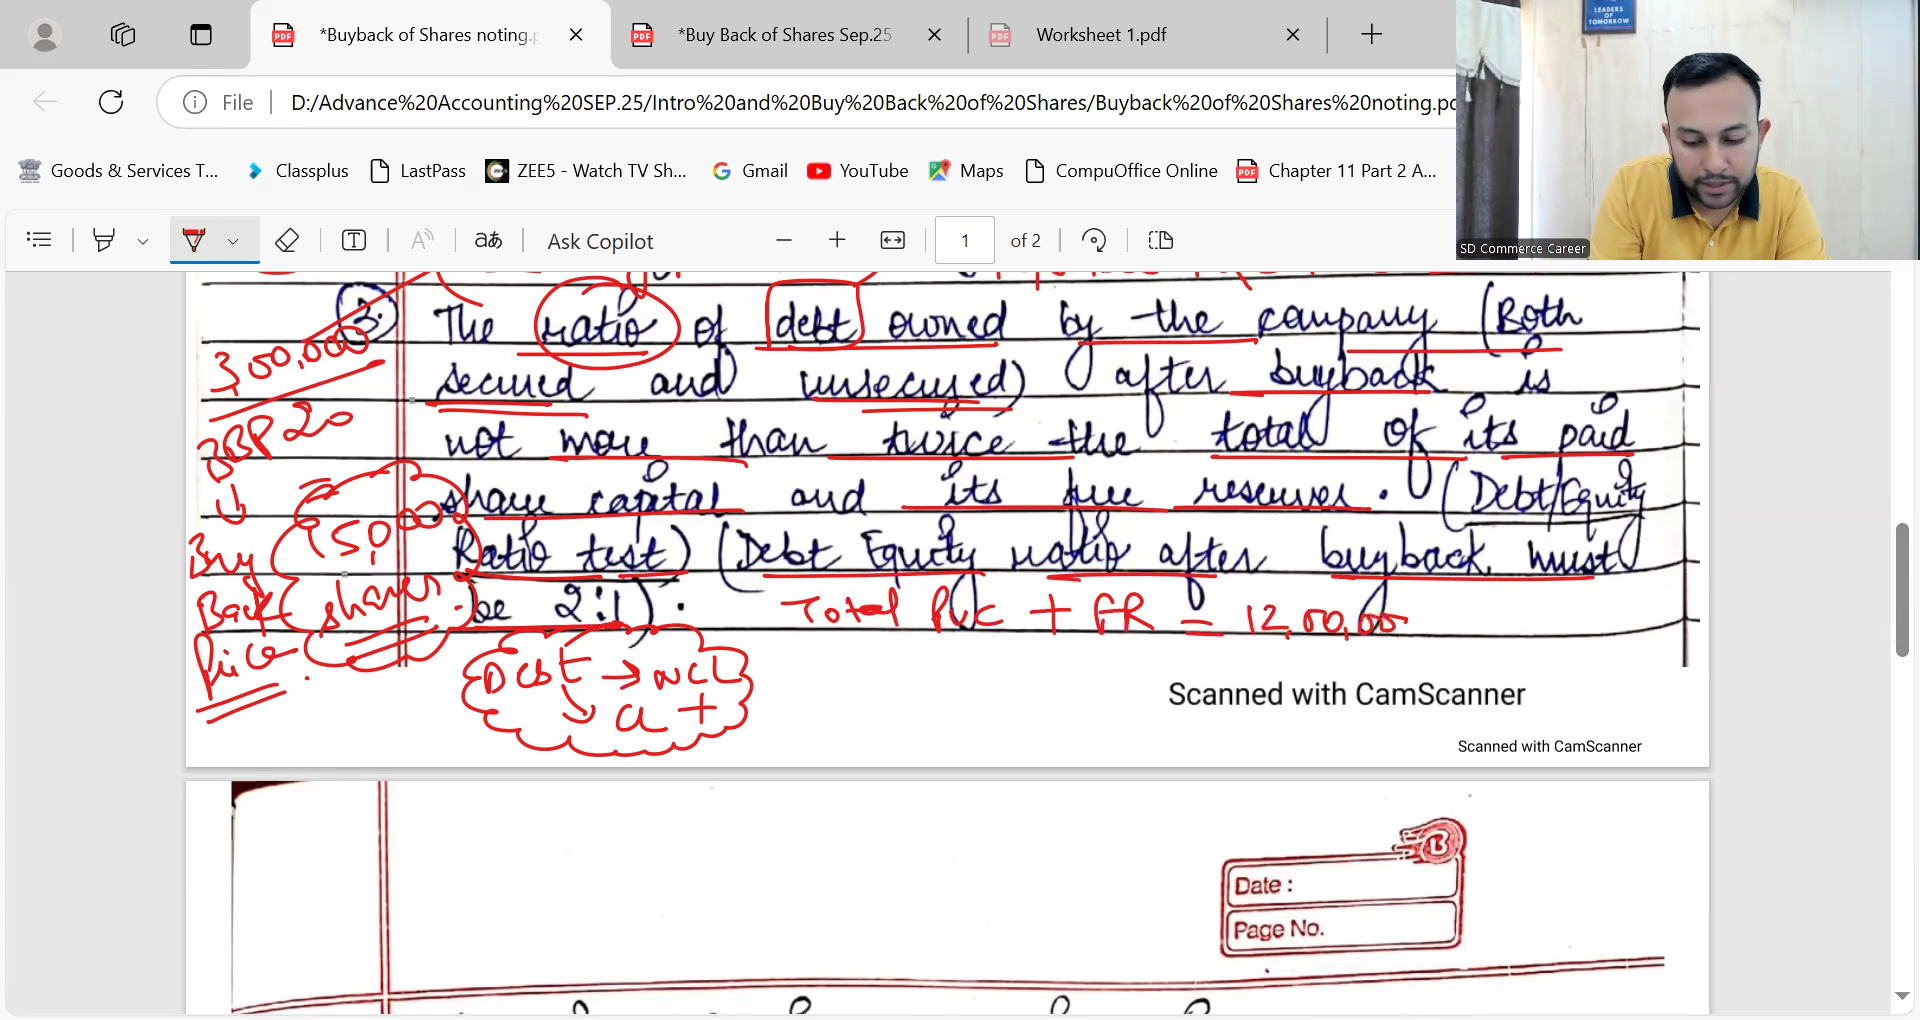 *Buyback of Shares noting.p
*Buy Back of Shares Sep.25
Worksheet 1.pdf
LEADERS
OF
TOMORROW
File
D:/Advance%20Accounting%20SEP.25/Intro%20and%20Buy%20Back%20of%20Shares/Buyback%20of%20Shares%20noting.pd
Goods & Services T...
Classplus
LastPass
ZEE5 - Watch TV Sh...
Gmail
YouTube
Maps
CompuOffice Online
Chapter 11 Part 2 A...
SD Commerce Career
Ask Copilot
1
of 2
3. The ratio of debt owned by the company (Both
secured and unsecured) after buyback is
not more than twice the total of its paid
share capital and its free reserves. (Debt/Equity
Ratio test) (Debt Equity ratio after buyback must
be 2:1).
Total PUC + FR = 12,00,000
3,00,000
BBP 20
Buy
Back
Price
15,000
shares
Debt → NCL
CL +
Scanned with CamScanner
Scanned with CamScanner
B
Date :
Page No.